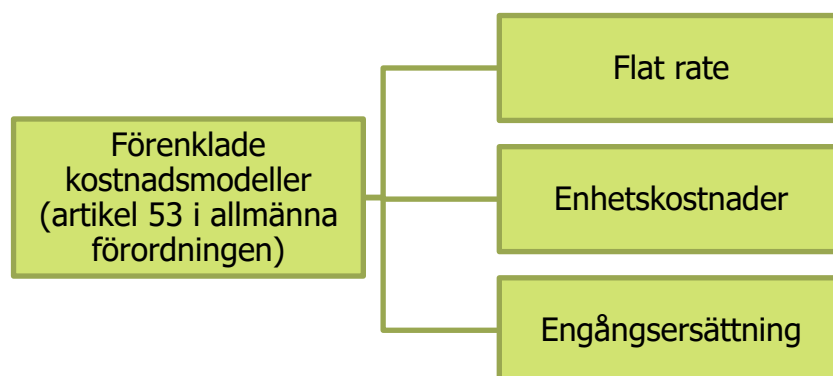 Förenklade
kostnadsmodeller
(artikel 53 i allmänna
förordningen)
Flat rate
Enhetskostnader
Engångsersättning